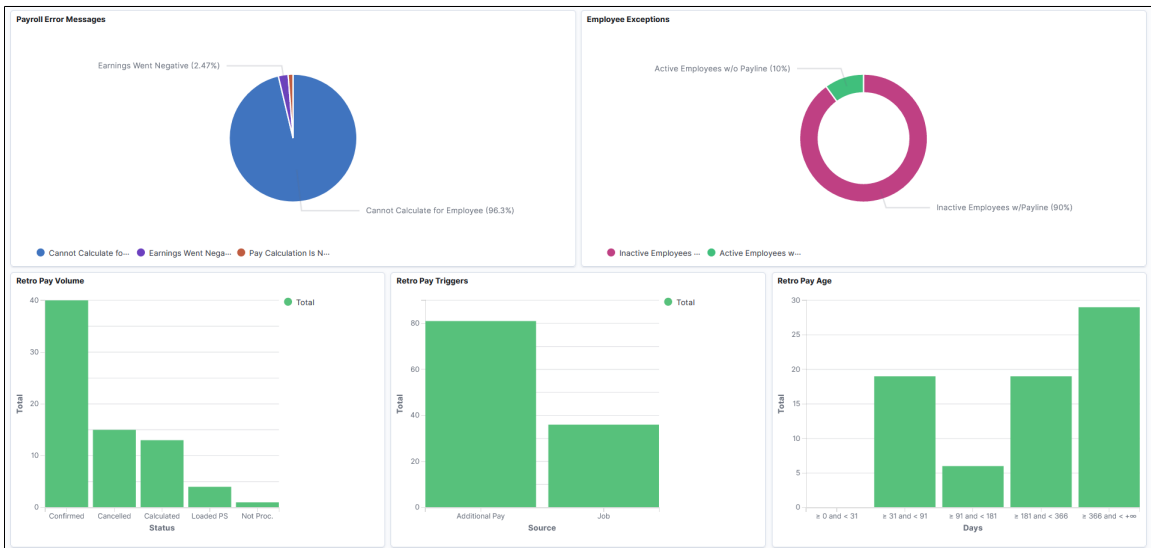 Payroll Error Messages
Earnings Went Negative (2.47%)
Cannot Calculate for Employee (96.3%)
Cannot Calculate fo... Earnings Went Nega... Pay Calculation Is N...
Employee Exceptions
Active Employees w/o Payline (10%)
Inactive Employees w/Payline (90%)
Inactive Employees ... Active Employees w...
Retro Pay Volume
Total
40
30
20
10
0
Total
Confirmed Cancelled Calculated Loaded PS Not Proc.
Status
Retro Pay Triggers
Total
80
60
40
20
0
Total
Additional Pay Job
Source
Retro Pay Age
30
25
20
15
10
5
0
Total
≥ 0 and < 31 ≥ 31 and < 91 ≥ 91 and < 181 ≥ 181 and < 366 ≥ 366 and < +∞
Days